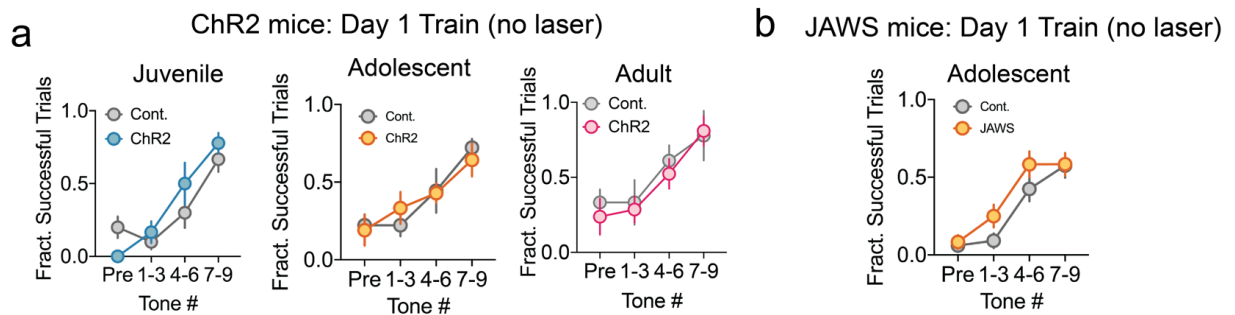 a
ChR2 mice: Day 1 Train (no laser)
Juvenile
Fract. Successful Trials
1.0
0.5
0.0
Cont.
ChR2
Pre 1-3 4-6 7-9
Tone #
Adolescent
Fract. Successful Trials
1.0
0.5
0.0
Cont.
ChR2
Pre 1-3 4-6 7-9
Tone #
Adult
Fract. Successful Trials
1.0
0.5
0.0
Cont.
ChR2
Pre 1-3 4-6 7-9
Tone #
b
JAWS mice: Day 1 Train (no laser)
Adolescent
Fract. Successful Trials
1.0
0.5
0.0
Cont.
JAWS
Pre 1-3 4-6 7-9
Tone #